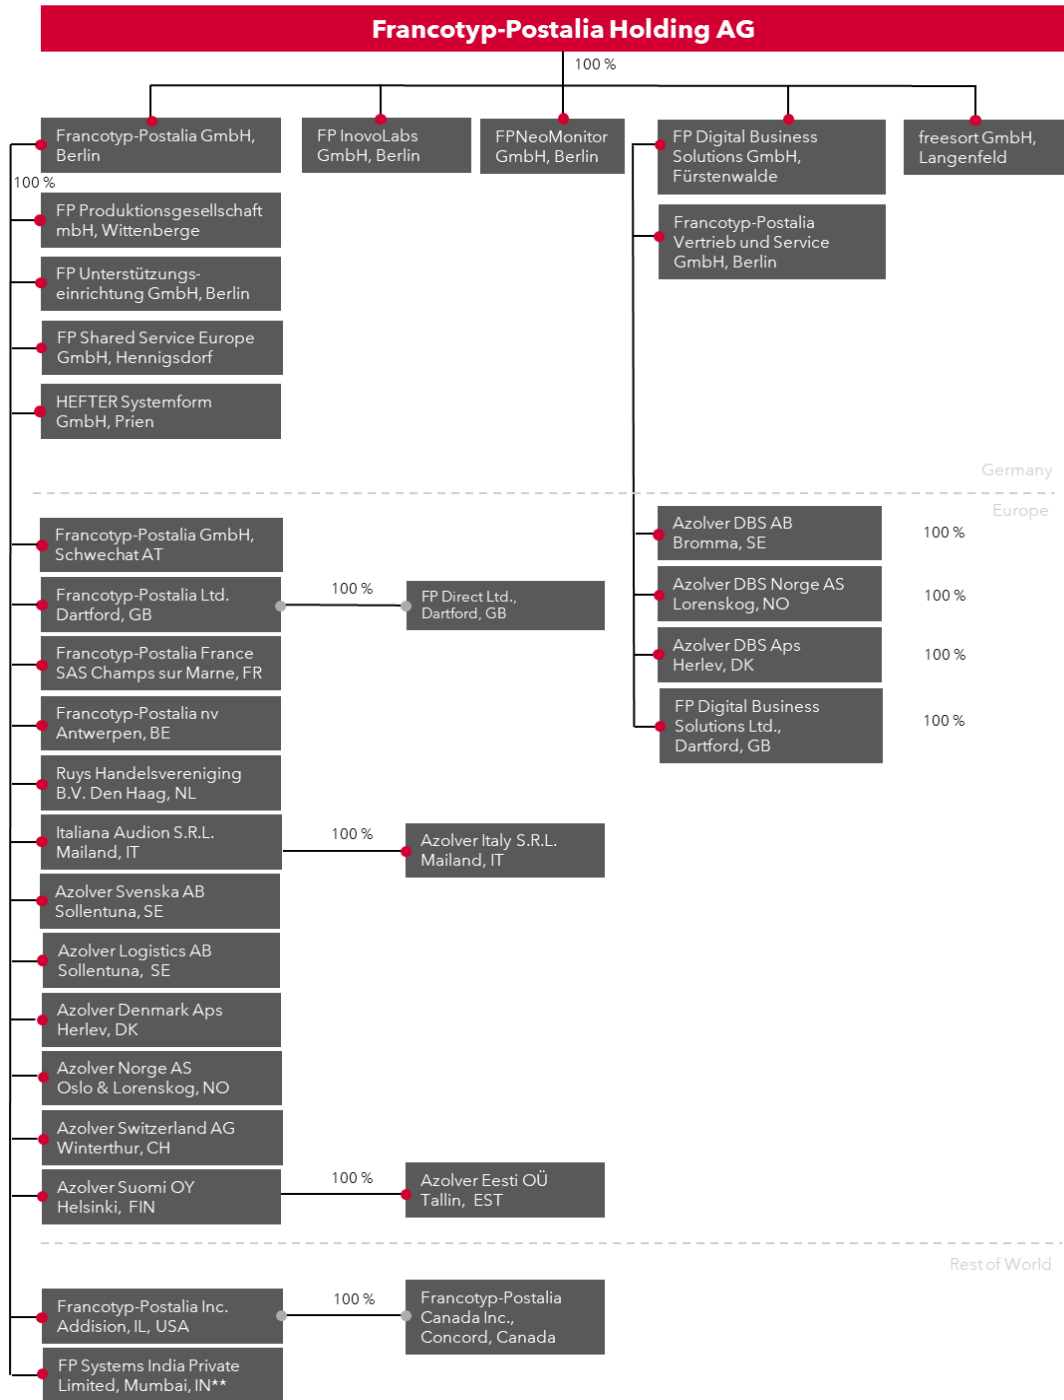 Francotyp-Postalia Holding AG
100 %
Francotyp-Postalia GmbH,
Berlin
FP InovoLabs
GmbH, Berlin
FPNeoMonitor
GmbH, Berlin
FP Digital Business
Solutions GmbH,
Fürstenwalde
freesort GmbH,
Langenfeld
100 %
FP Produktionsgesellschaft
mbH, Wittenberge
Francotyp-Postalia
Vertrieb und Service
GmbH, Berlin
FP Unterstützungs-
einrichtung GmbH, Berlin
FP Shared Service Europe
GmbH, Hennigsdorf
HEFTER Systemform
GmbH, Prien
Germany
Europe
Francotyp-Postalia GmbH,
Schwechat AT
Azolver DBS AB
Bromma, SE
100 %
Francotyp-Postalia Ltd.
Dartford, GB
100 %
FP Direct Ltd.,
Dartford, GB
Azolver DBS Norge AS
Lorenskog, NO
100 %
Francotyp-Postalia France
SAS Champs sur Marne, FR
Azolver DBS Aps
Herlev, DK
100 %
Francotyp-Postalia nv
Antwerpen, BE
FP Digital Business
Solutions Ltd.,
Dartford, GB
100 %
Ruys Handelsvereniging
B.V. Den Haag, NL
Italiana Audion S.R.L.
Mailand, IT
100 %
Azolver Italy S.R.L.
Mailand, IT
Azolver Svenska AB
Sollentuna, SE
Azolver Logistics AB
Sollentuna, SE
Azolver Denmark Aps
Herlev, DK
Azolver Norge AS
Oslo & Lorenskog, NO
Azolver Switzerland AG
Winterthur, CH
Azolver Suomi OY
Helsinki, FIN
100 %
Azolver Eesti OÜ
Tallin, EST
Rest of World
Francotyp-Postalia Inc.
Addision, IL, USA
100 %
Francotyp-Postalia
Canada Inc.,
Concord, Canada
FP Systems India Private
Limited, Mumbai, IN**